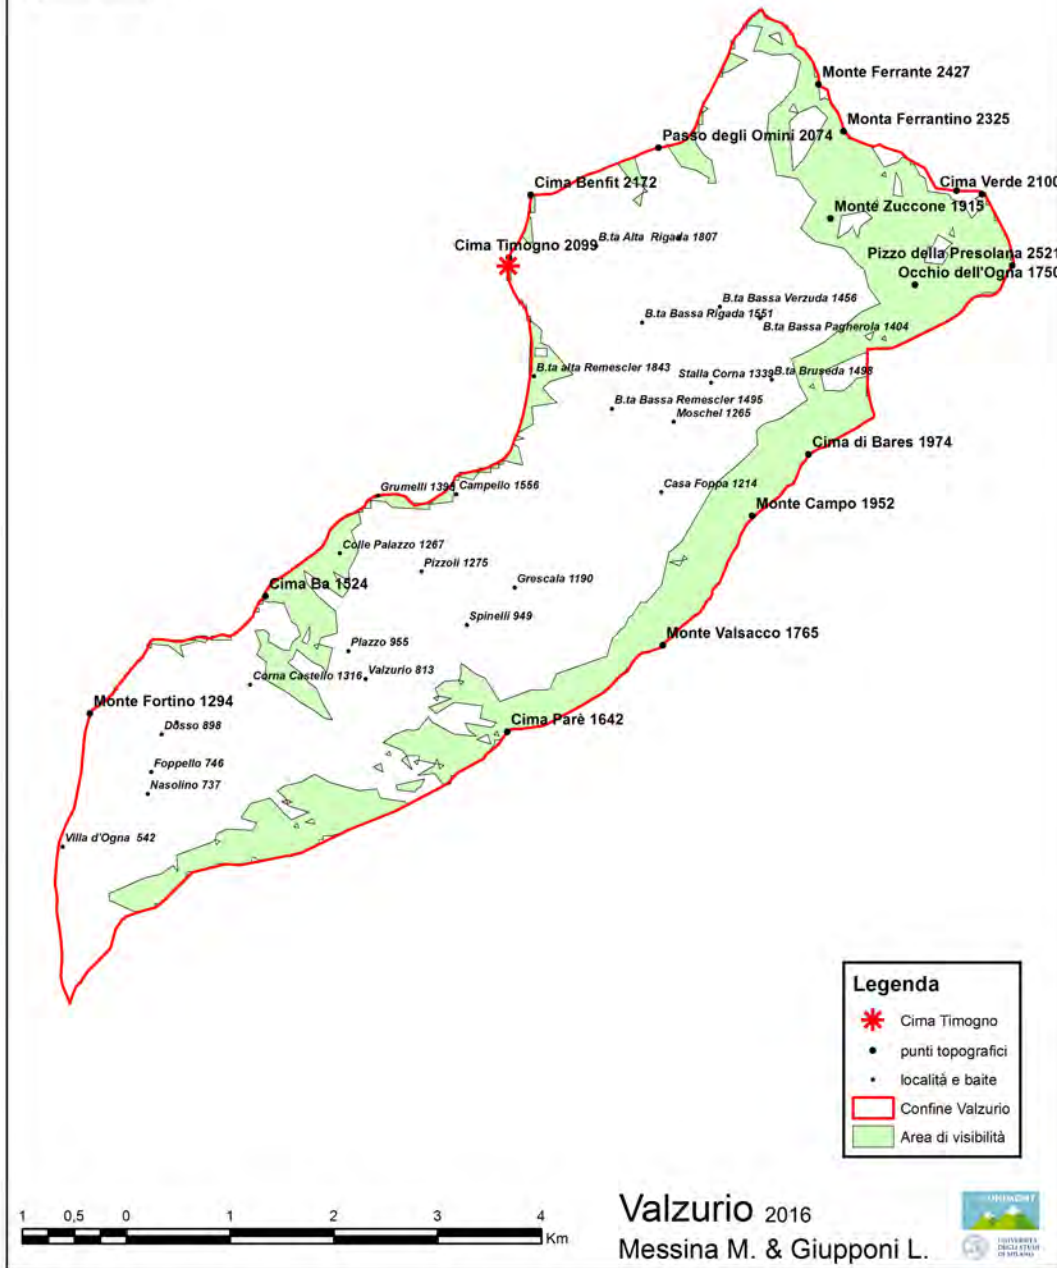 Monte Ferrante 2427
Monta Ferrantino 2325
Passo degli Omini 2074
Cima Benfit 2172
Cima Verde 2100
Monte Zuccone 1915
B.ta Alta Rigada 1807
Cima Timogno 2099
Pizzo della Presolana 2521
Occhio dell'Ogna 1750
B.ta Bassa Verzuda 1456
B.ta Bassa Rigada 1551
B.ta Bassa Pagherola 1404
B.ta alta Remescler 1843
Stalla Corna 1339
B.ta Bruseda 1498
B.ta Bassa Remescler 1495
Moschel 1265
Cima di Bares 1974
Grumelli 1395
Campello 1556
Casa Foppa 1214
Monte Campo 1952
Colle Palazzo 1267
Pizzoli 1275
Cima Ba 1524
Grescala 1190
Spinelli 949
Plazzo 955
Monte Valsacco 1765
Corna Castello 1316
Valzurio 813
Monte Fortino 1294
Dosso 898
Cima Parè 1642
Foppello 746
Nasolino 737
Villa d'Ogna 542
Legenda
Cima Timogno
punti topografici
località e baite
Confine Valzurio
Area di visibilità
1 0,5 0 1 2 3 4
Km
Valzurio 2016
Messina M. & Giupponi L.
UNIVERSITÀ
DEGLI STUDI
DI MILANO